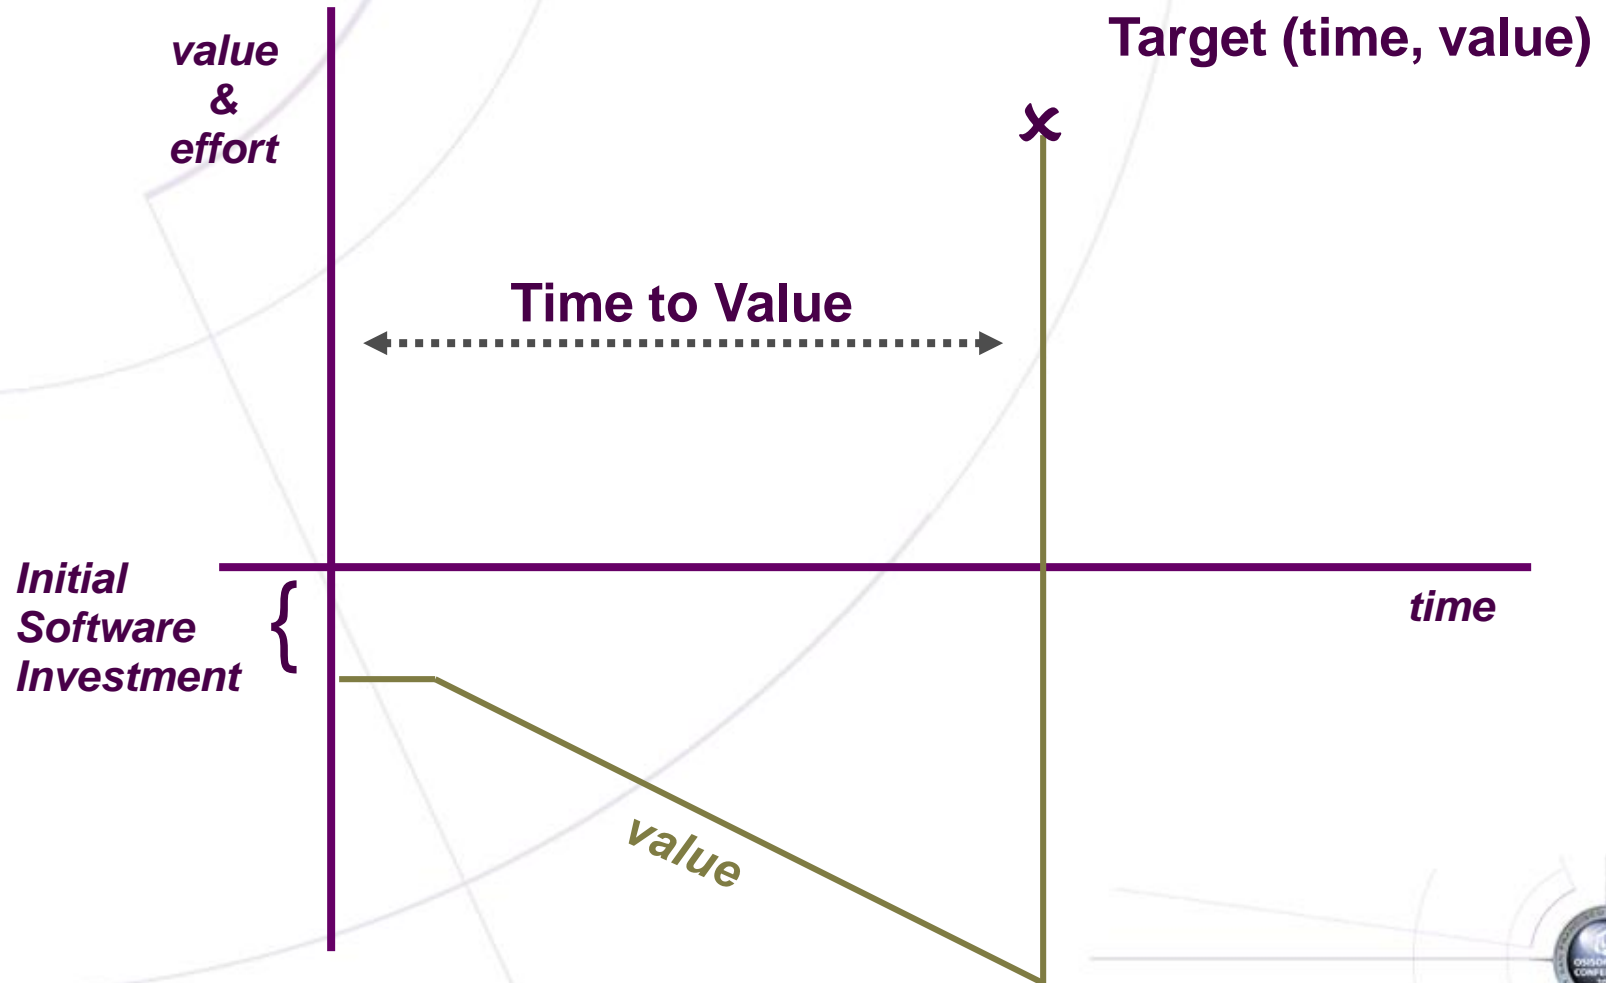 Target (time, value)
value
&
effort
Time to Value
Initial
Software
Investment
{
time
value